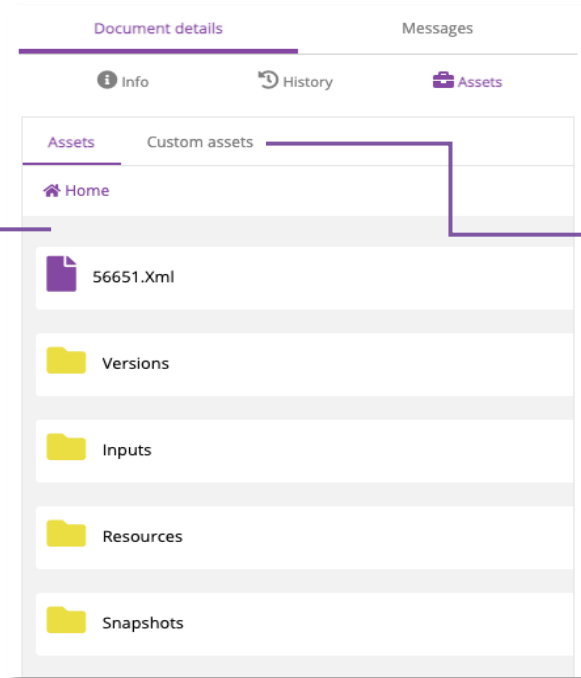 Document details Messages
Info History Assets
Assets Custom assets
Home
56651.Xml
Versions
Inputs
Resources
Snapshots